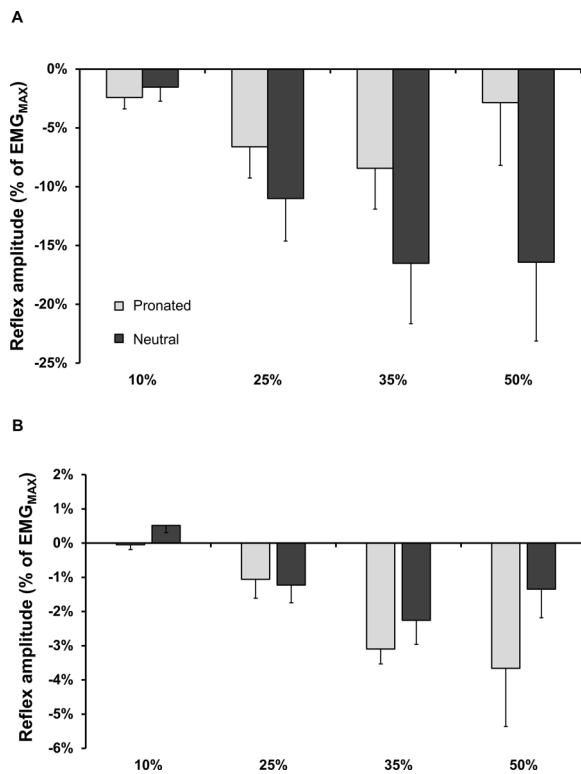 A
Reflex amplitude (% of EMGMAX)
0%
-5%
-10%
-15%
-20%
-25%
Pronated
Neutral
10% 25% 35% 50%
B
Reflex amplitude (% of EMGMAX)
2%
1%
0%
-1%
-2%
-3%
-4%
-5%
-6%
10% 25% 35% 50%